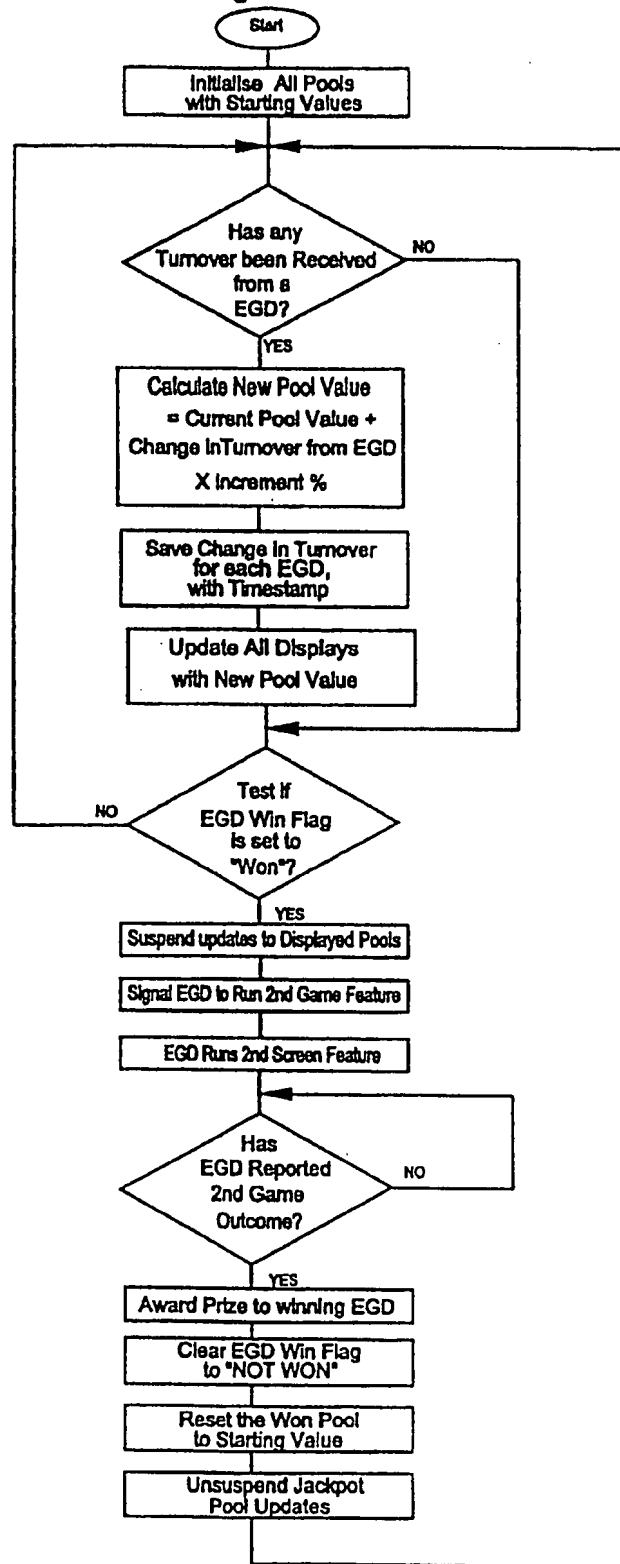 Start
Initialise All Pools
with Starting Values
Has any
Turnover been Received
from a
EGD?
NO
YES
Calculate New Pool Value
= Current Pool Value +
Change inTurnover from EGD
X Increment %
Save Change in Turnover
for each EGD,
with Timestamp
Update All Displays
with New Pool Value
Test if
EGD Win Flag
is set to
"Won"?
NO
YES
Suspend updates to Displayed Pools
Signal EGD to Run 2nd Game Feature
EGD Runs 2nd Screen Feature
Has
EGD Reported
2nd Game
Outcome?
NO
YES
Award Prize to winning EGD
Clear EGD Win Flag
to "NOT WON"
Reset the Won Pool
to Starting Value
Unsuspend Jackpot
Pool Updates